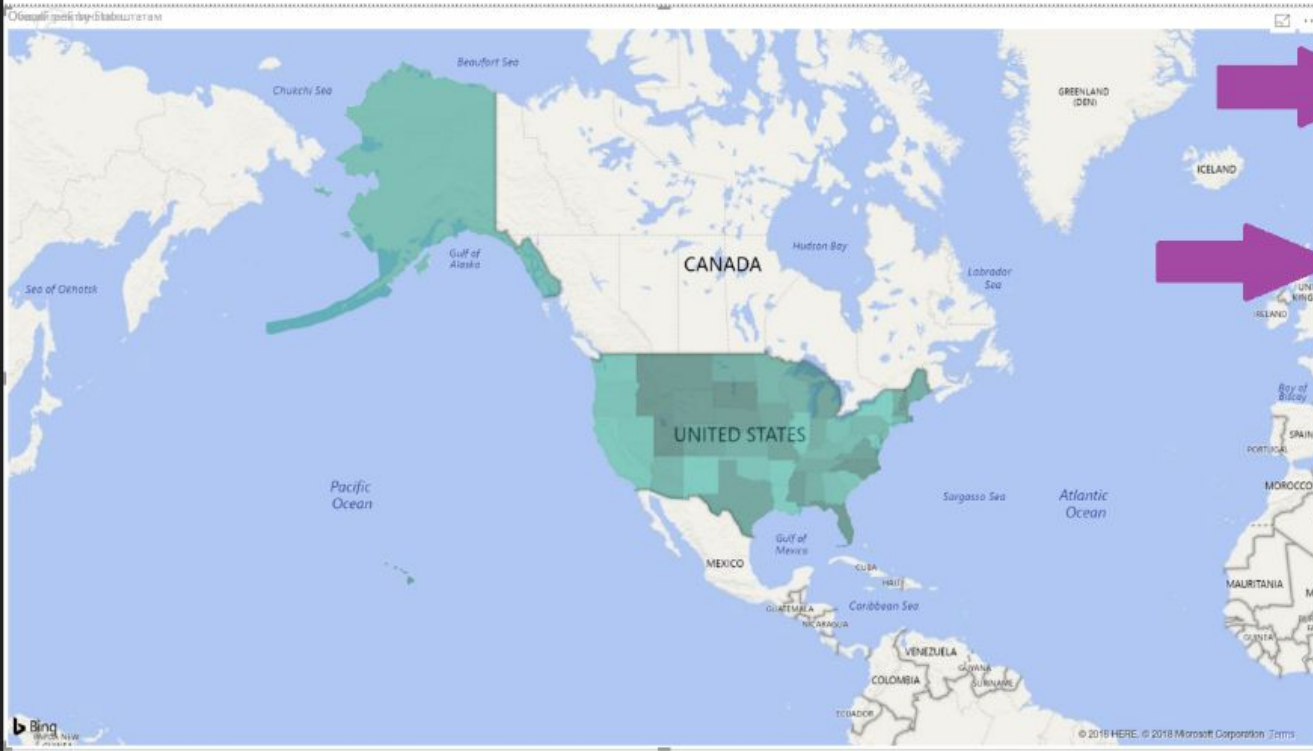 Beaufort Sea
Chukchi Sea
GREENLAND
(DEN)
ICELAND
Hudson Bay
Gulf of
Alaska
CANADA
Labrador
Sea
Sea of Okhotsk
IRELAND
Bay of
Biscay
UNITED STATES
SPAIN
PORTUGAL
Pacific
Ocean
MOROCCO
Sargasso Sea
Atlantic
Ocean
Gulf of
Mexico
MEXICO
CUBA
HAITI
MAURITANIA
GUATEMALA
Caribbean Sea
NICARAGUA
GUINEA
VENEZUELA
GUYANA
COLOMBIA
SURINAME
ECUADOR
Bing
© 2018 HERE, © 2018 Microsoft Corporation Terms